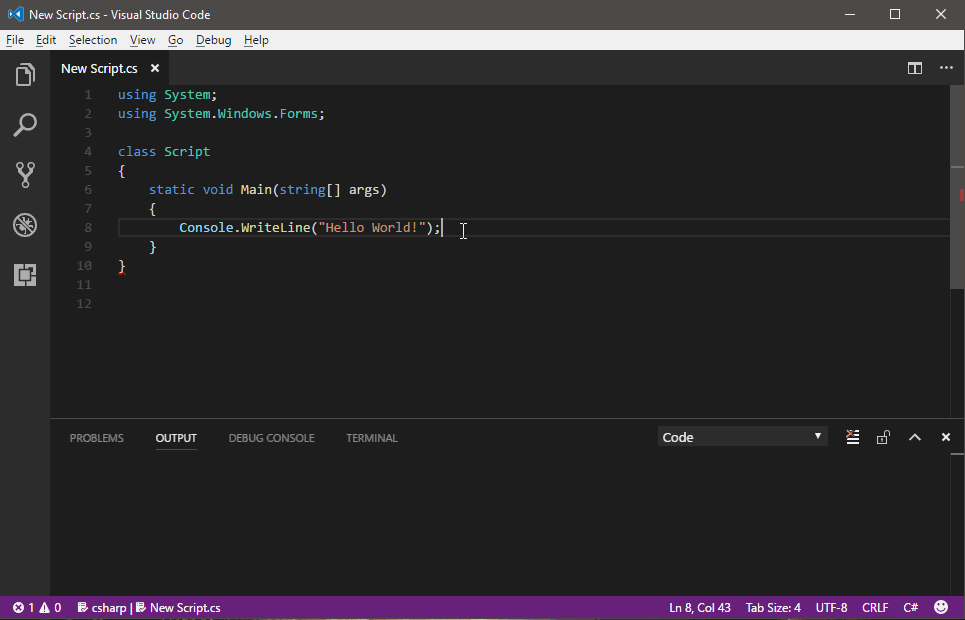 New Script.cs - Visual Studio Code
File Edit Selection View Go Debug Help
New Script.cs
1 using System;
2 using System.Windows.Forms;
3
4 class Script
5 {
6 static void Main(string[] args)
7 {
8 Console.WriteLine("Hello World!");
9 }
10 }
11
12
PROBLEMS OUTPUT DEBUG CONSOLE TERMINAL Code
1 0 csharp | New Script.cs Ln 8, Col 43 Tab Size: 4 UTF-8 CRLF C#